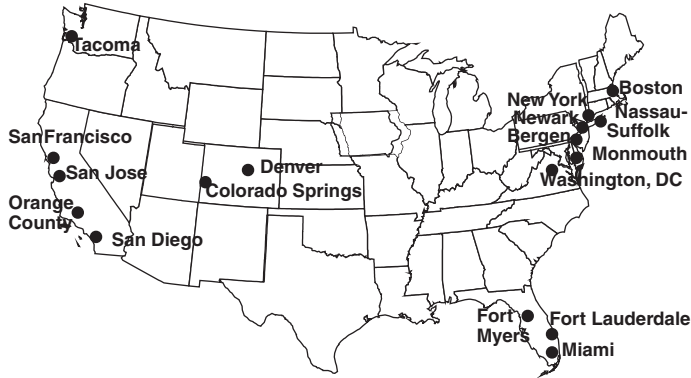 Tacoma
Boston
New York
Nassau-
Newark
Suffolk
Bergen
SanFrancisco
Monmouth
San Jose
Denver
Washington, DC
Colorado Springs
Orange
County
San Diego
Fort
Myers
Fort Lauderdale
Miami